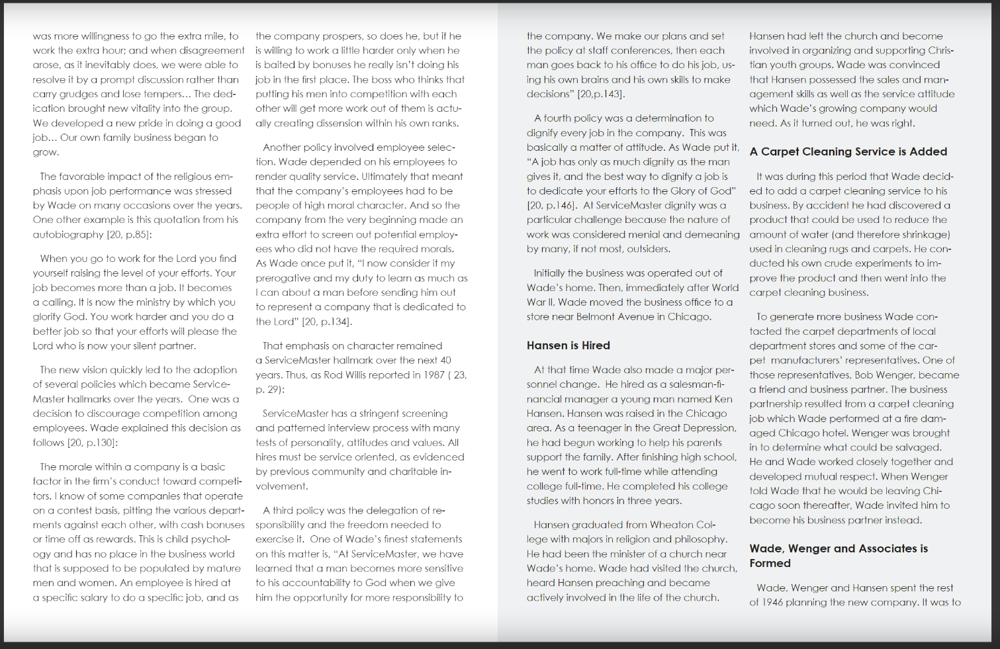 was more willingness to go the extra mile, to
work the extra hour; and when disagreement
arose, as it inevitably does, we were able to
resolve it by a prompt discussion rather than
carry grudges and lose tempers... The ded-
ication brought new vitality into the group.
We developed a new pride in doing a good
job... Our own family business began to
grow.
The favorable impact of the religious em-
phasis upon job performance was stressed
by Wade on many occasions over the years.
One other example is this quotation from his
autobiography [20, p.85]:
When you go to work for the Lord you find
yourself raising the level of your efforts. Your
job becomes more than a job. It becomes
a calling. It is now the ministry by which you
glorify God. You work harder and you do a
better job so that your efforts will please the
Lord who is now your silent partner.
The new vision quickly led to the adoption
of several policies which became Service-
Master hallmarks over the years.  One was a
decision to discourage competition among
employees. Wade explained this decision as
follows [20, p.130]:
The morale within a company is a basic
factor in the firm's conduct toward competi-
tors. I know of some companies that operate
on a contest basis, pitting the various depart-
ments against each other, with cash bonuses
or time off as rewards. This is child psychol-
ogy and has no place in the business world
that is supposed to be populated by mature
men and women. An employee is hired at
a specific salary to do a specific job, and as
the company prospers, so does he, but if he
is willing to work a little harder only when he
is baited by bonuses he really isn't doing his
job in the first place. The boss who thinks that
putting his men into competition with each
other will get more work out of them is actu-
ally creating dissension within his own ranks.
Another policy involved employee selec-
tion. Wade depended on his employees to
render quality service. Ultimately that meant
that the company's employees had to be
people of high moral character. And so the
company from the very beginning made an
extra effort to screen out potential employ-
ees who did not have the required morals.
As Wade once put it, "I now consider it my
prerogative and my duty to learn as much as
I can about a man before sending him out
to represent a company that is dedicated to
the Lord" [20, p.134].
That emphasis on character remained
a ServiceMaster hallmark over the next 40
years. Thus, as Rod Willis reported in 1987 ( 23,
p. 29):
ServiceMaster has a stringent screening
and patterned interview process with many
tests of personality, attitudes and values. All
hires must be service oriented, as evidenced
by previous community and charitable in-
volvement.
A third policy was the delegation of re-
sponsibility and the freedom needed to
exercise it.  One of Wade's finest statements
on this matter is, "At ServiceMaster, we have
learned that a man becomes more sensitive
to his accountability to God when we give
him the opportunity for more responsibility to
the company. We make our plans and set
the policy at staff conferences, then each
man goes back to his office to do his job, us-
ing his own brains and his own skills to make
decisions" [20,p.143].
A fourth policy was a determination to
dignify every job in the company.  This was
basically a matter of attitude. As Wade put it,
"A job has only as much dignity as the man
gives it, and the best way to dignify a job is
to dedicate your efforts to the Glory of God"
[20, p.146].  At ServiceMaster dignity was a
particular challenge because the nature of
work was considered menial and demeaning
by many, if not most, outsiders.
Initially the business was operated out of
Wade's home. Then, immediately after World
War II, Wade moved the business office to a
store near Belmont Avenue in Chicago.
Hansen is Hired
At that time Wade also made a major per-
sonnel change.  He hired as a salesman-fi-
nancial manager a young man named Ken
Hansen. Hansen was raised in the Chicago
area. As a teenager in the Great Depression,
he had begun working to help his parents
support the family. After finishing high school,
he went to work full-time while attending
college full-time. He completed his college
studies with honors in three years.
Hansen graduated from Wheaton Col-
lege with majors in religion and philosophy.
He had been the minister of a church near
Wade's home. Wade had visited the church,
heard Hansen preaching and became
actively involved in the life of the church.
Hansen had left the church and become
involved in organizing and supporting Chris-
tian youth groups. Wade was convinced
that Hansen possessed the sales and man-
agement skills as well as the service attitude
which Wade's growing company would
need. As it turned out, he was right.
A Carpet Cleaning Service is Added
It was during this period that Wade decid-
ed to add a carpet cleaning service to his
business. By accident he had discovered a
product that could be used to reduce the
amount of water (and therefore shrinkage)
used in cleaning rugs and carpets. He con-
ducted his own crude experiments to im-
prove the product and then went into the
carpet cleaning business.
To generate more business Wade con-
tacted the carpet departments of local
department stores and some of the car-
pet  manufacturers' representatives. One of
those representatives, Bob Wenger, became
a friend and business partner. The business
partnership resulted from a carpet cleaning
job which Wade performed at a fire dam-
aged Chicago hotel. Wenger was brought
in to determine what could be salvaged.
He and Wade worked closely together and
developed mutual respect. When Wenger
told Wade that he would be leaving Chi-
cago soon thereafter, Wade invited him to
become his business partner instead.
Wade, Wenger and Associates is
Formed
Wade, Wenger and Hansen spent the rest
of 1946 planning the new company. It was to